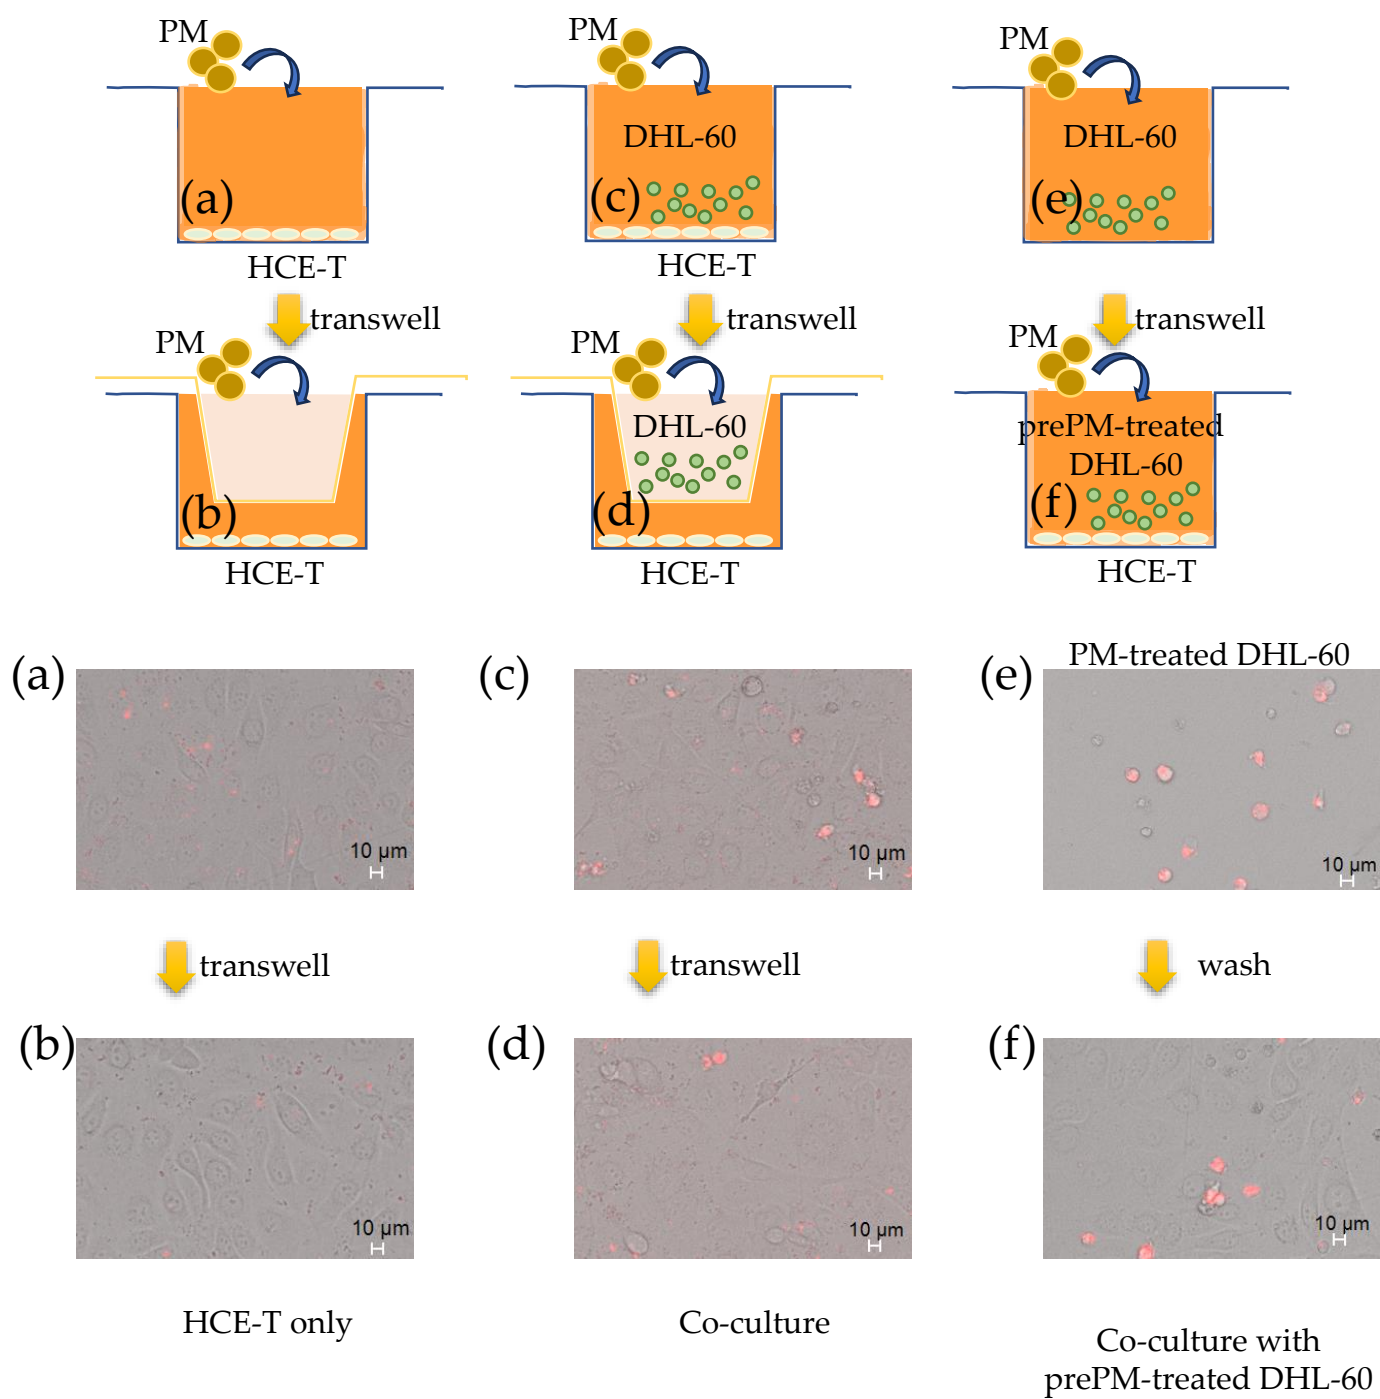 PM
(a)
HCE-T
PM
DHL-60
(c)
HCE-T
PM
DHL-60
(e)
transwell
transwell
transwell
PM
(b)
HCE-T
PM
DHL-60
(d)
HCE-T
PM
prePM-treated
DHL-60
(f)
HCE-T
(a)
10 µm
(c)
10 µm
(e)
PM-treated DHL-60
10 µm
transwell
transwell
wash
(b)
10 µm
(d)
10 µm
(f)
10 µm
HCE-T only
Co-culture
Co-culture with
prePM-treated DHL-60